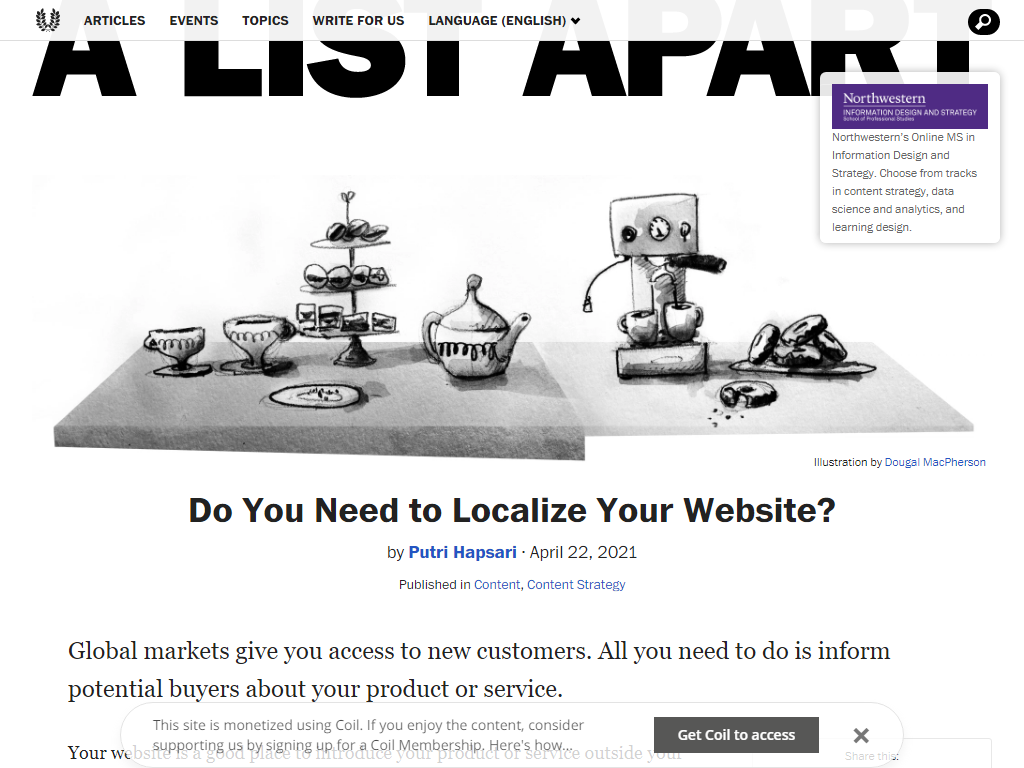 ARTICLES EVENTS TOPICS WRITE FOR US LANGUAGE (ENGLISH)
A LIST APART
Northwestern
INFORMATION DESIGN AND STRATEGY
School of Professional Studies
Northwestern's Online MS in
Information Design and
Strategy. Choose from tracks
in content strategy, data
science and analytics, and
learning design.
Illustration by Dougal MacPherson
Do You Need to Localize Your Website?
by Putri Hapsari · April 22, 2021
Published in Content, Content Strategy
Global markets give you access to new customers. All you need to do is inform
potential buyers about your product or service.
This site is monetized using Coil. If you enjoy the content, consider
supporting us by signing up for a Coil Membership. Here's how...
Get Coil to access
Your website is a good place to introduce your product or service outside your
Share this: